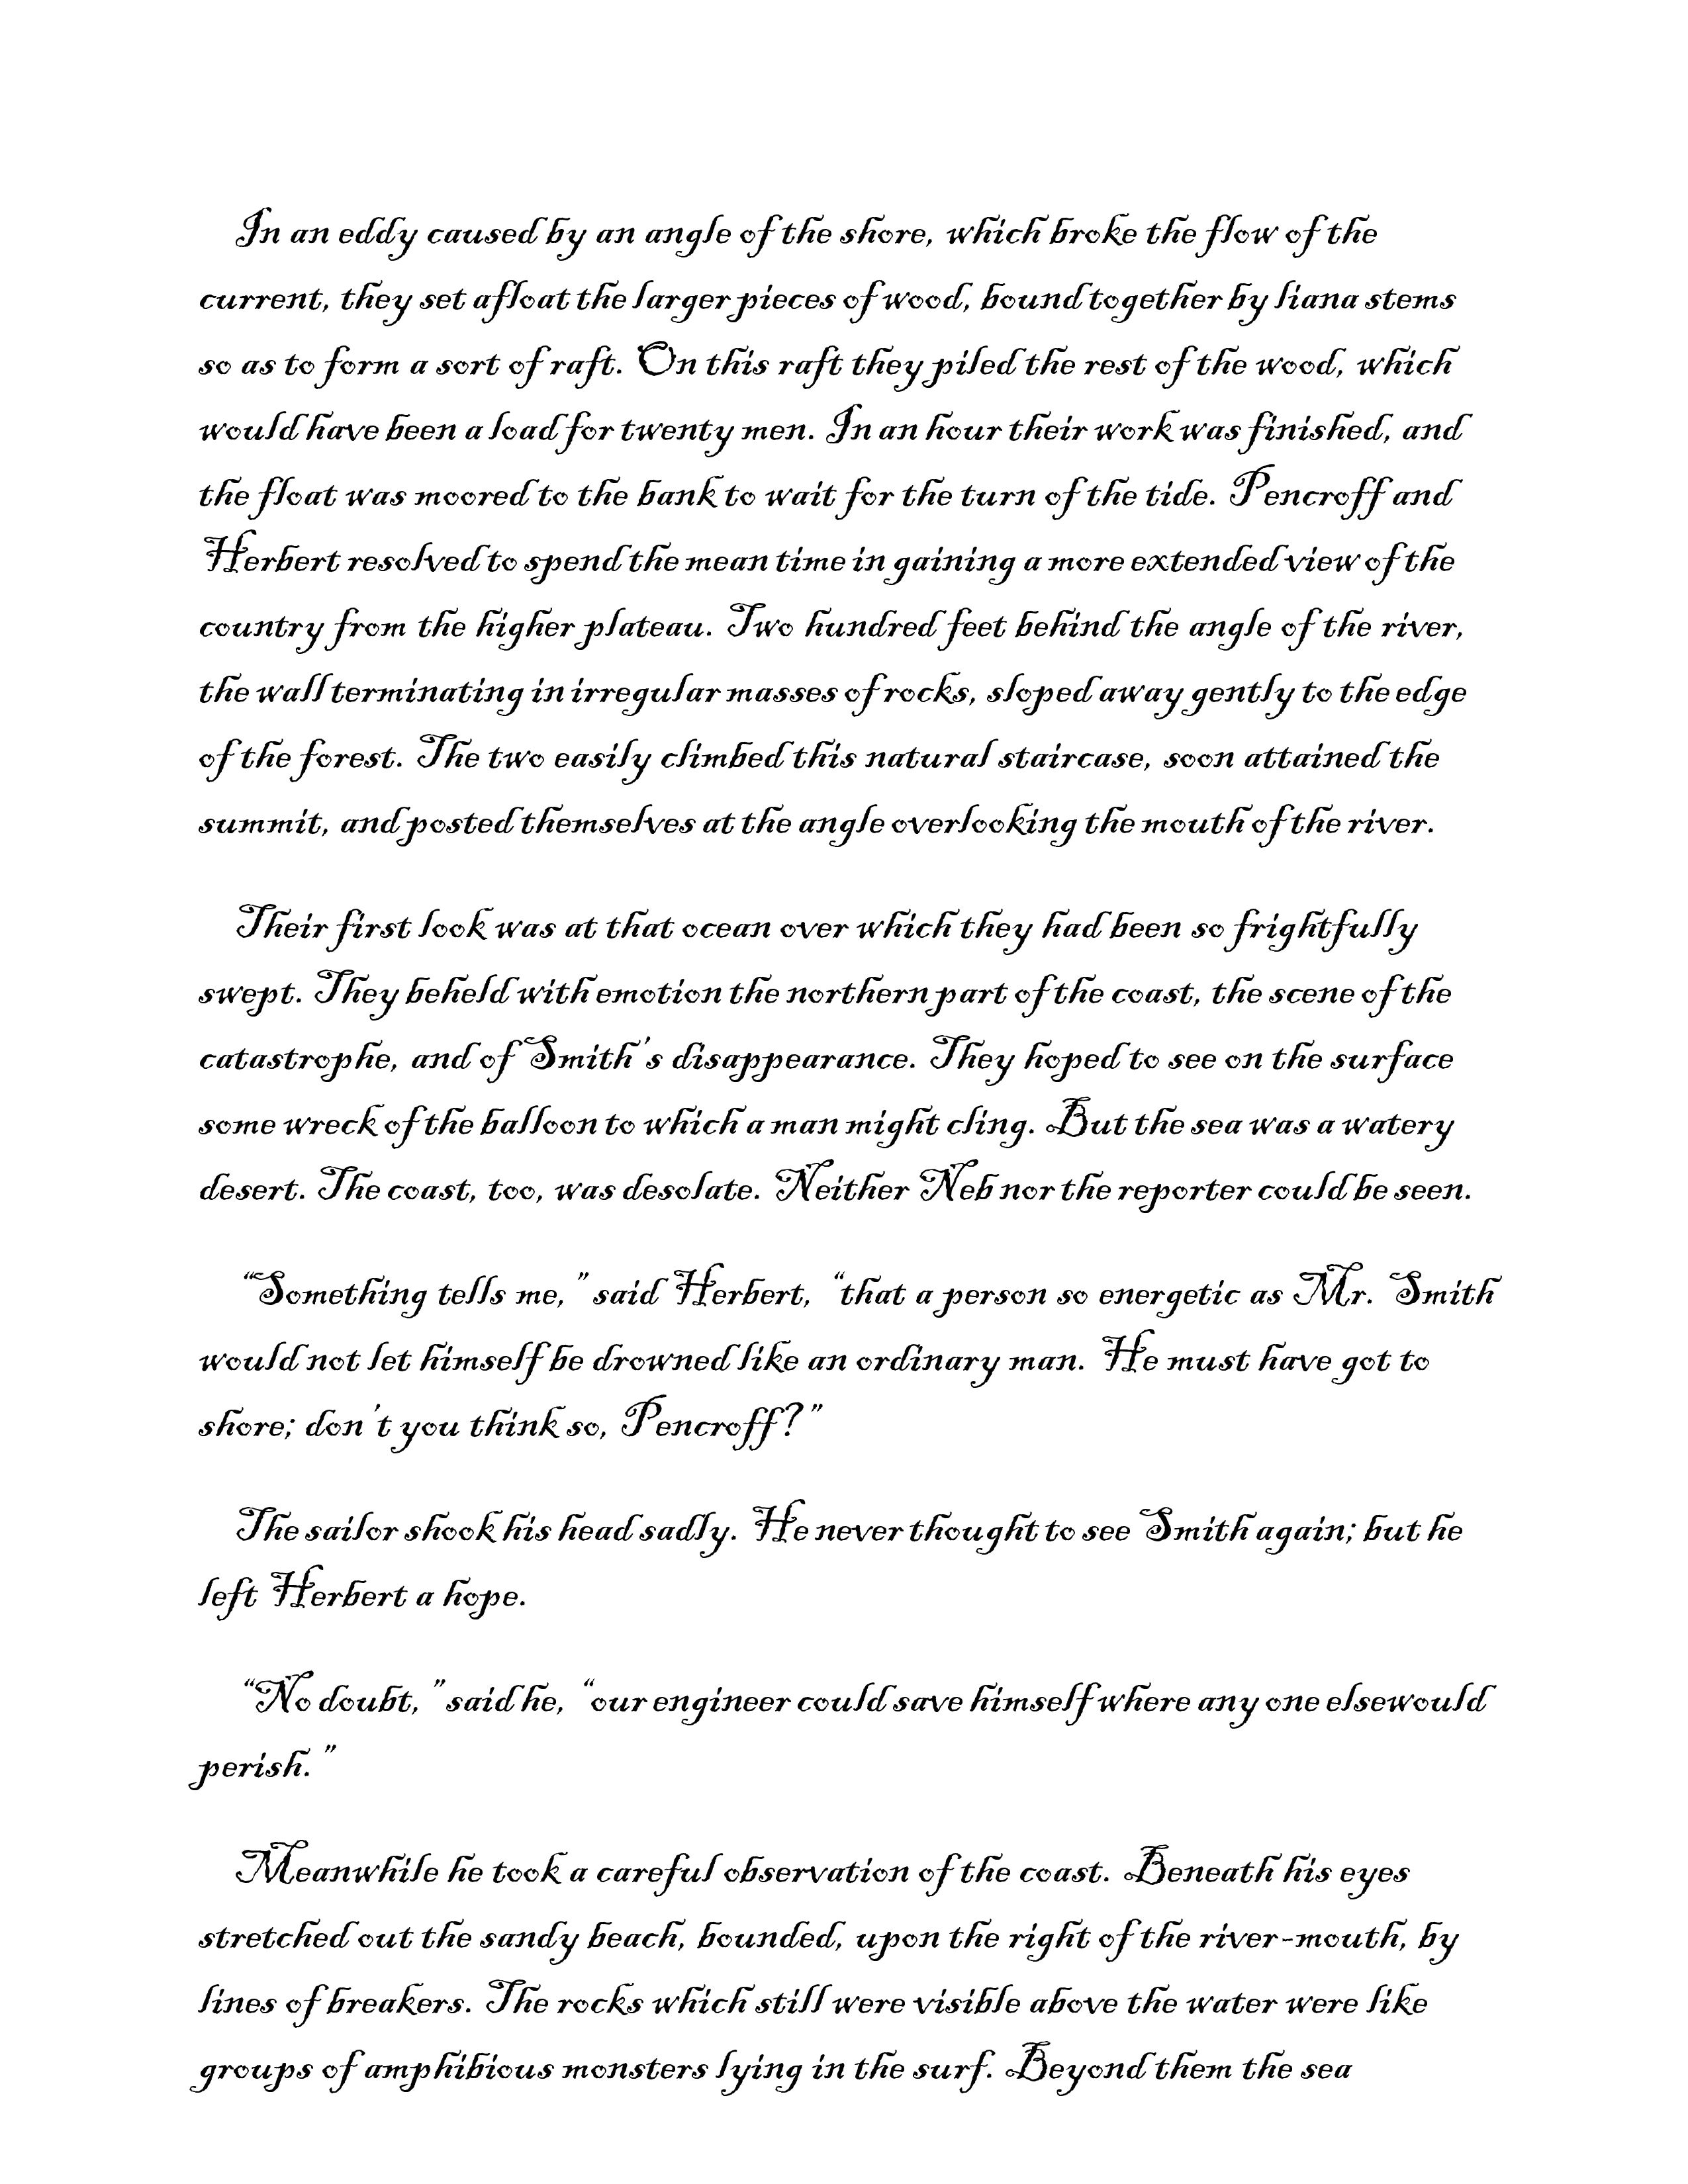 In an eddy caused by an angle of the shore, which broke the flow of the
current, they set afloat the larger pieces of wood, bound together by liana stems
so as to form a sort of raft. On this raft they piled the rest of the wood, which
would have been a load for twenty men. In an hour their work was finished, and
the float was moored to the bank to wait for the turn of the tide. Pencroff and
Herbert resolved to spend the mean time in gaining a more extended view of the
country from the higher plateau. Two hundred feet behind the angle of the river,
the wall terminating in irregular masses of rocks, sloped away gently to the edge
of the forest. The two easily climbed this natural staircase, soon attained the
summit, and posted themselves at the angle overlooking the mouth of the river.
Their first look was at that ocean over which they had been so frightfully
swept. They beheld with emotion the northern part of the coast, the scene of the
catastrophe, and of Smith's disappearance. They hoped to see on the surface
some wreck of the balloon to which a man might cling. But the sea was a watery
desert. The coast, too, was desolate. Neither Neb nor the reporter could be seen.
“Something tells me,” said Herbert, “that a person so energetic as Mr. Smith
would not let himself be drowned like an ordinary man. He must have got to
shore; don't you think so, Pencroff?”
The sailor shook his head sadly. He never thought to see Smith again; but he
left Herbert a hope.
“No doubt,” said he, “our engineer could save himself where any one elsewould
perish.”
Meanwhile he took a careful observation of the coast. Beneath his eyes
stretched out the sandy beach, bounded, upon the right of the river-mouth, by
lines of breakers. The rocks which still were visible above the water were like
groups of amphibious monsters lying in the surf. Beyond them the sea